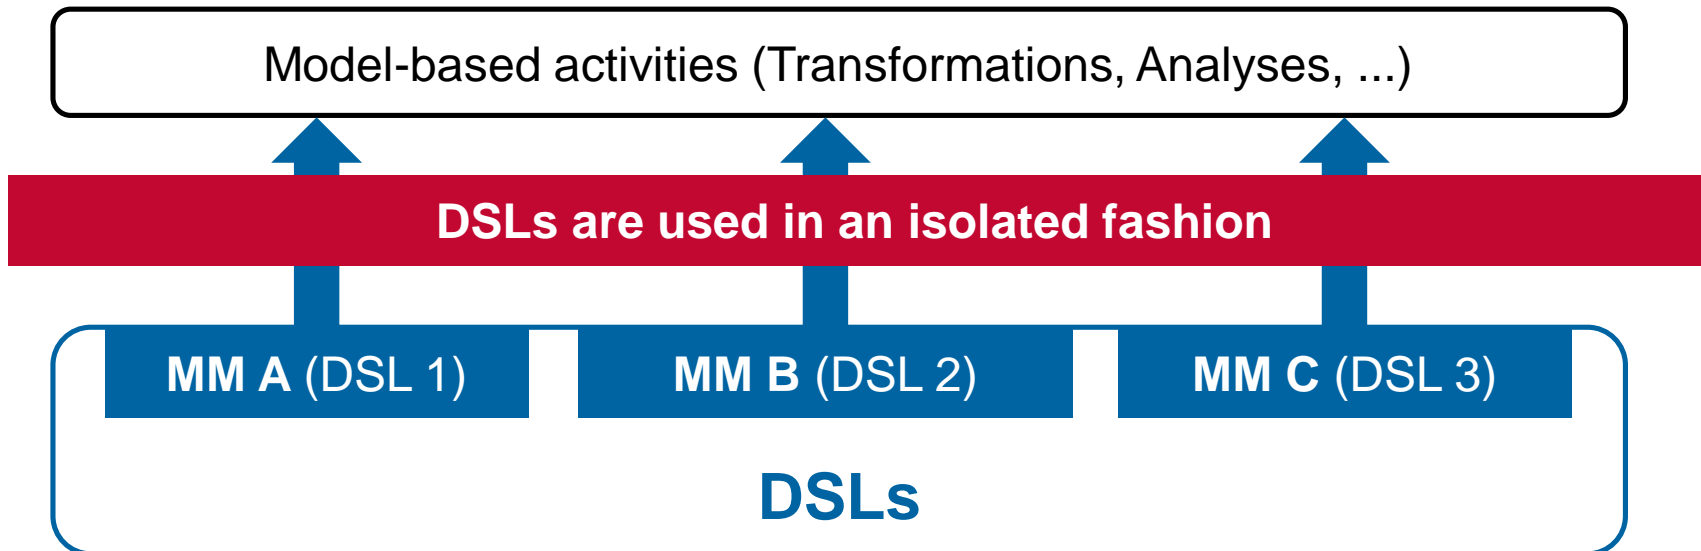 Model-based activities (Transformations, Analyses, ...)
DSLs are used in an isolated fashion
MM A (DSL 1)
MM B (DSL 2)
MM C (DSL 3)
DSLs